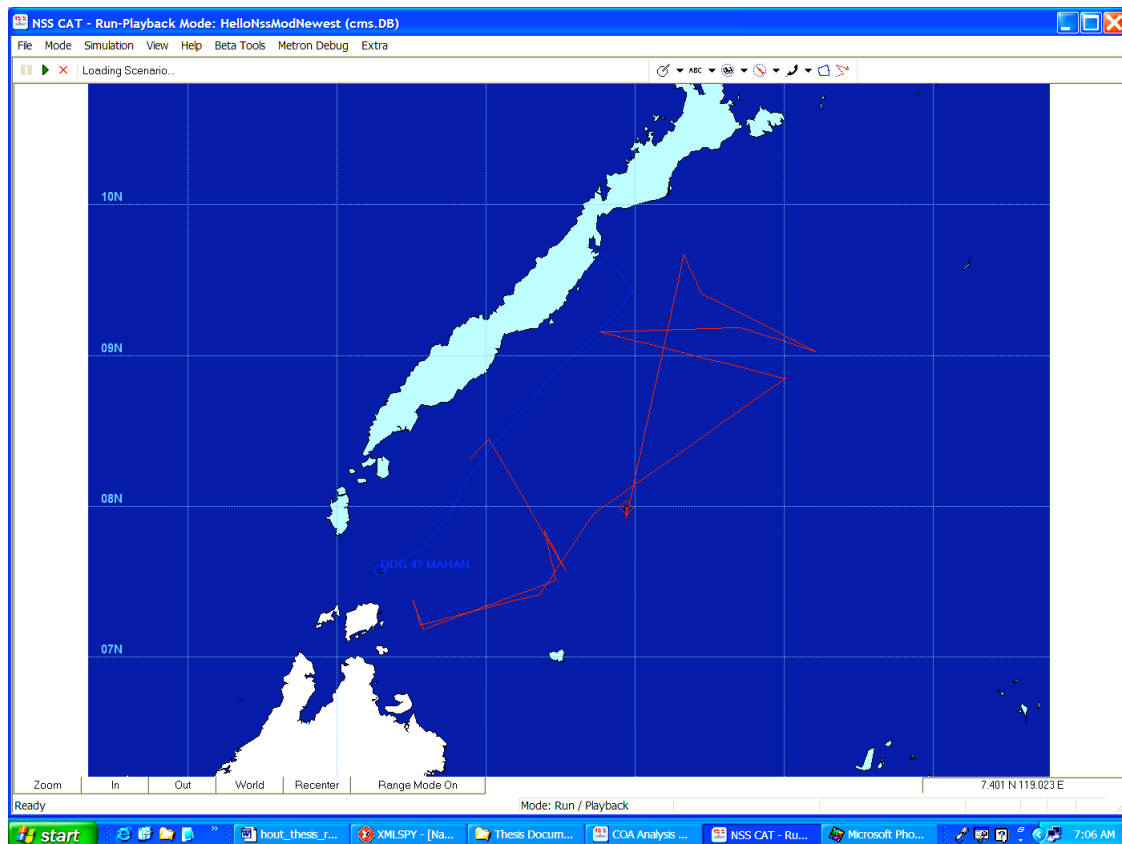 NSS CAT - Run-Playback Mode: HelloNssModNewest (cms.DB)
File Mode Simulation View Help Beta Tools Metron Debug Extra
Loading Scenario... ABC
10N
09N
08N
DDG 42 MAHAN
07N
Zoom In Out World Recenter Range Mode On 7.401 N 119.023 E
Ready Mode: Run / Playback
start » hout_thesis_r... XMLSPY - [Na... Thesis Docum... COA Analysis ... NSS CAT - Ru... Microsoft Pho... 7:06 AM